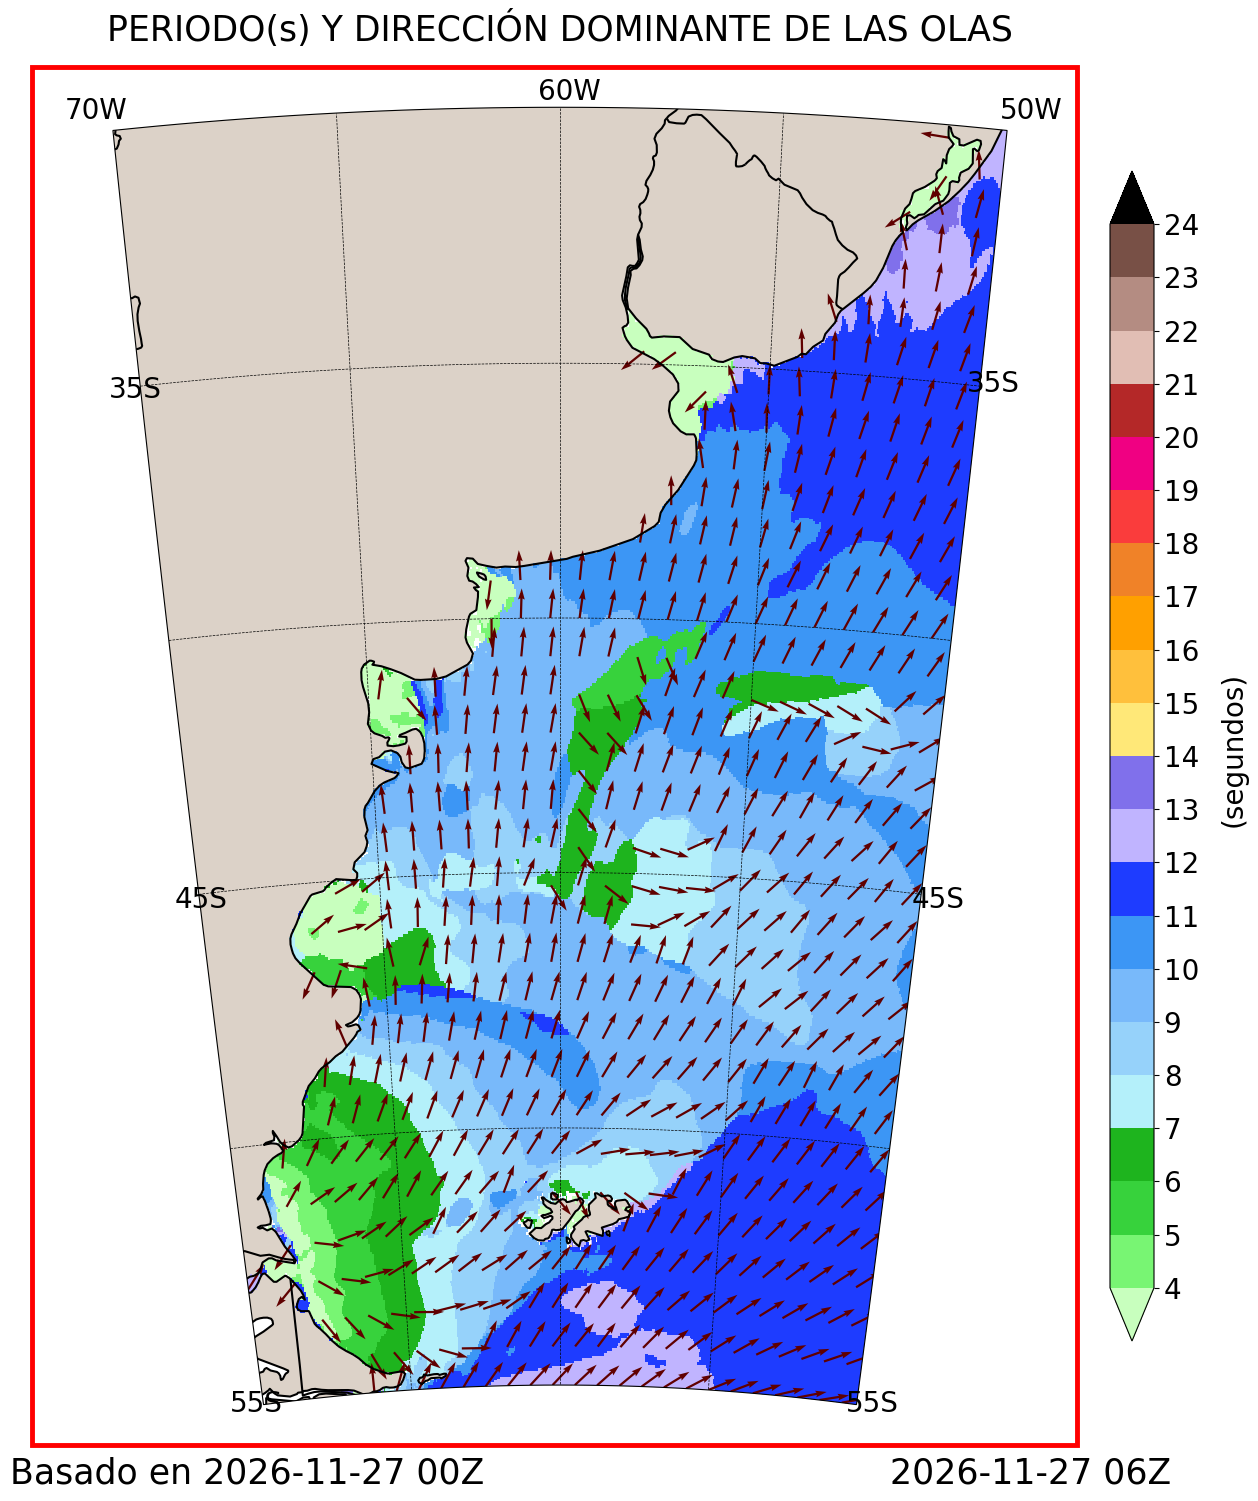 PERIODO(s) Y DIRECCIÓN DOMINANTE DE LAS OLAS
70W
60W
50W
35S
35S
45S
45S
55S
55S
24
23
22
21
20
19
18
17
16
15
14
13
12
11
10
9
8
7
6
5
4
(segundos)
Basado en 2026-11-27 00Z
2026-11-27 06Z